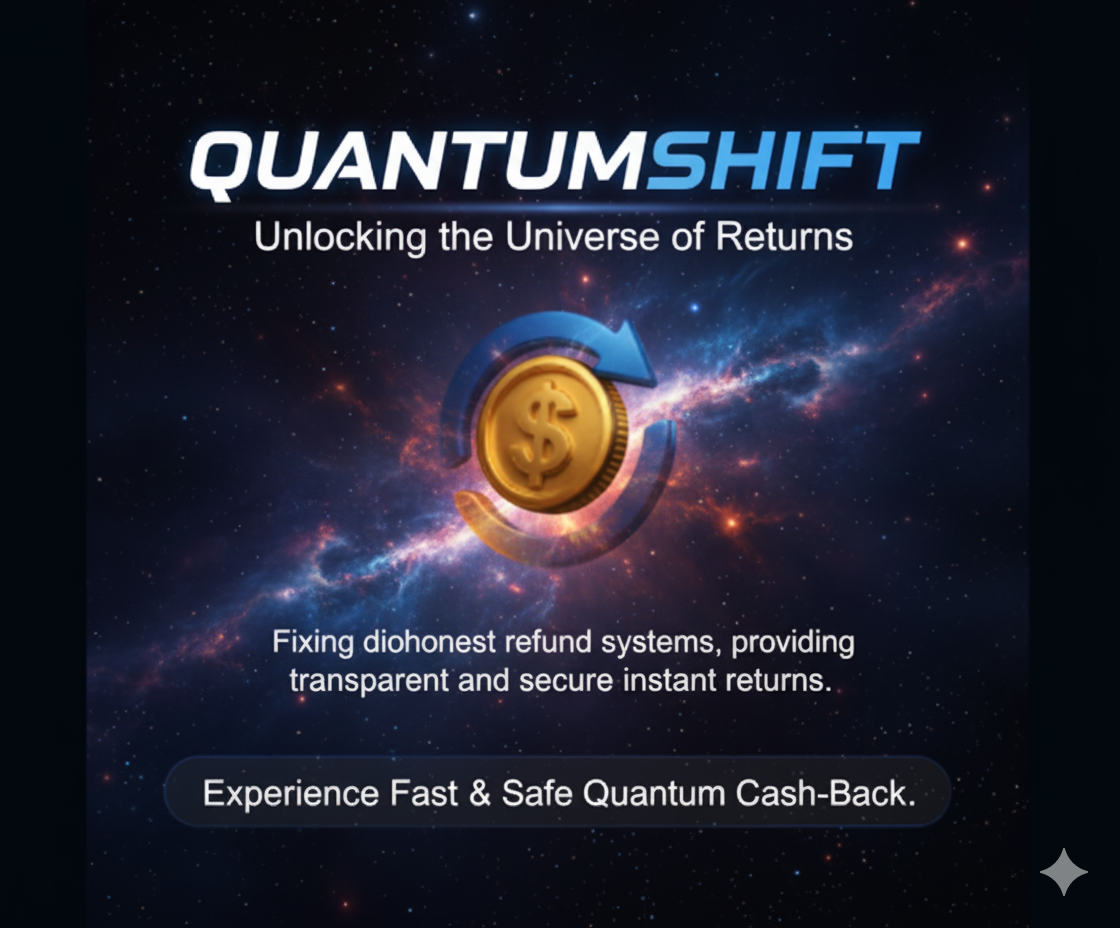 QUANTUMSHIFT
Unlocking the Universe of Returns
$
Fixing diohonest refund systems, providing
transparent and secure instant returns.
Experience Fast & Safe Quantum Cash-Back.